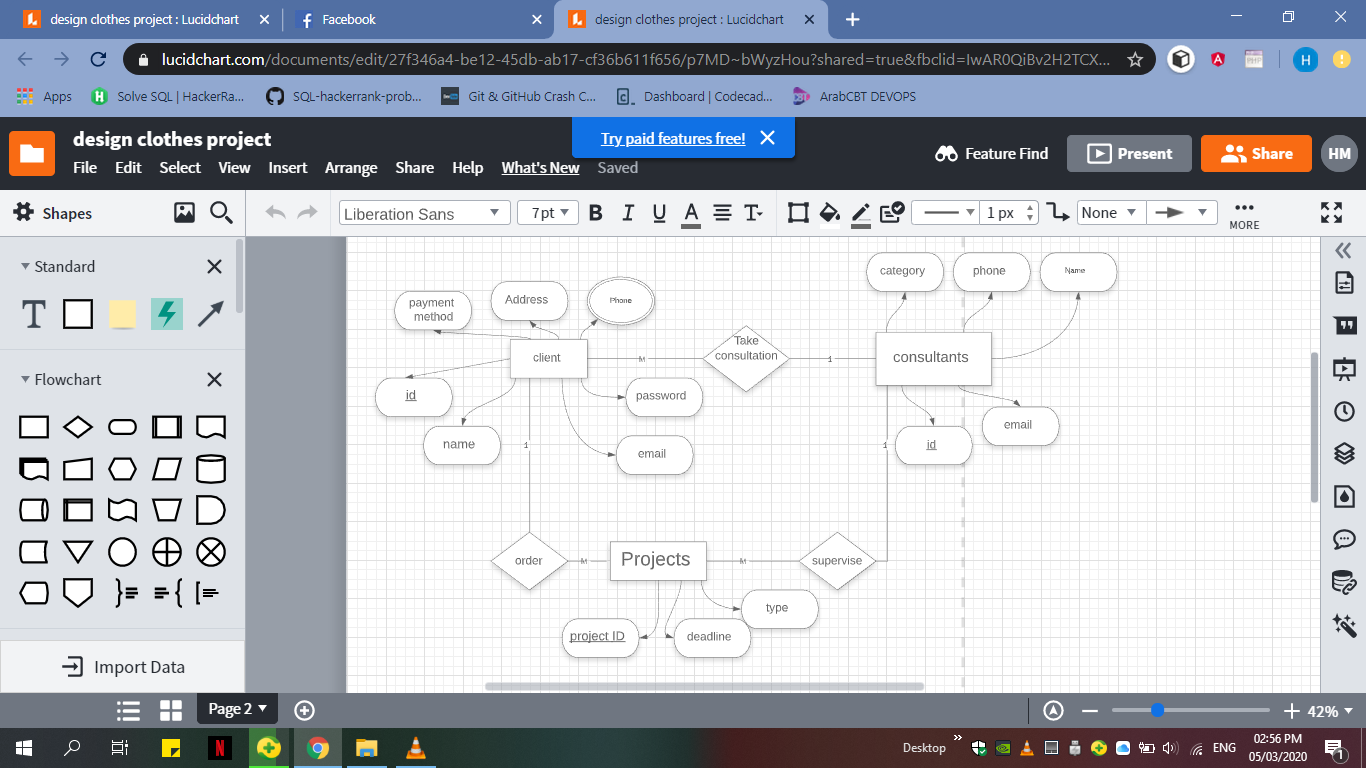 design clothes project : Lucidchart
Facebook
design clothes project : Lucidchart
lucidchart.com/documents/edit/27f346a4-be12-45db-ab17-cf36b611f656/p7MD~bWyzHou?shared=true&fbclid=IwAR0QiBv2H2TCX...
H
Apps
Solve SQL | HackerRa...
SQL-hackerrank-prob...
Git & GitHub Crash C...
Dashboard | Codecad...
ArabCBT DEVOPS
design clothes project
Try paid features free!
File Edit Select View Insert Arrange Share Help What's New Saved
Feature Find
Present
Share
HM
Shapes
Liberation Sans
7pt
B I U A T
1 px
None
MORE
Standard
T
Flowchart
Import Data
category
phone
Name
payment
method
Address
Phone
client
M
Take
consultation
1
consultants
id
password
name
email
1
1
id
email
order
M
Projects
M
supervise
type
project ID
deadline
Page 2
42%
Desktop
ENG
02:56 PM
05/03/2020
1